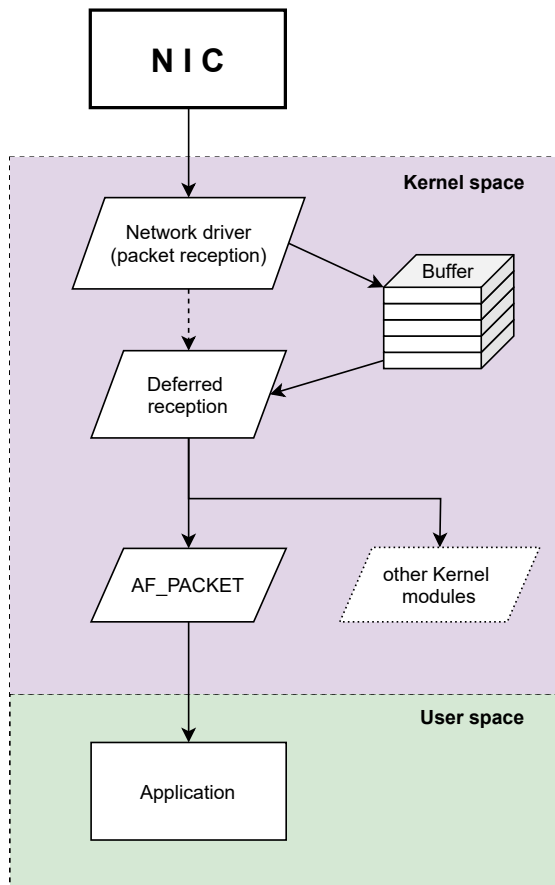 N I C
Kernel space
Network driver
(packet reception)
Buffer
Deferred
reception
AF_PACKET
other Kernel
modules
User space
Application